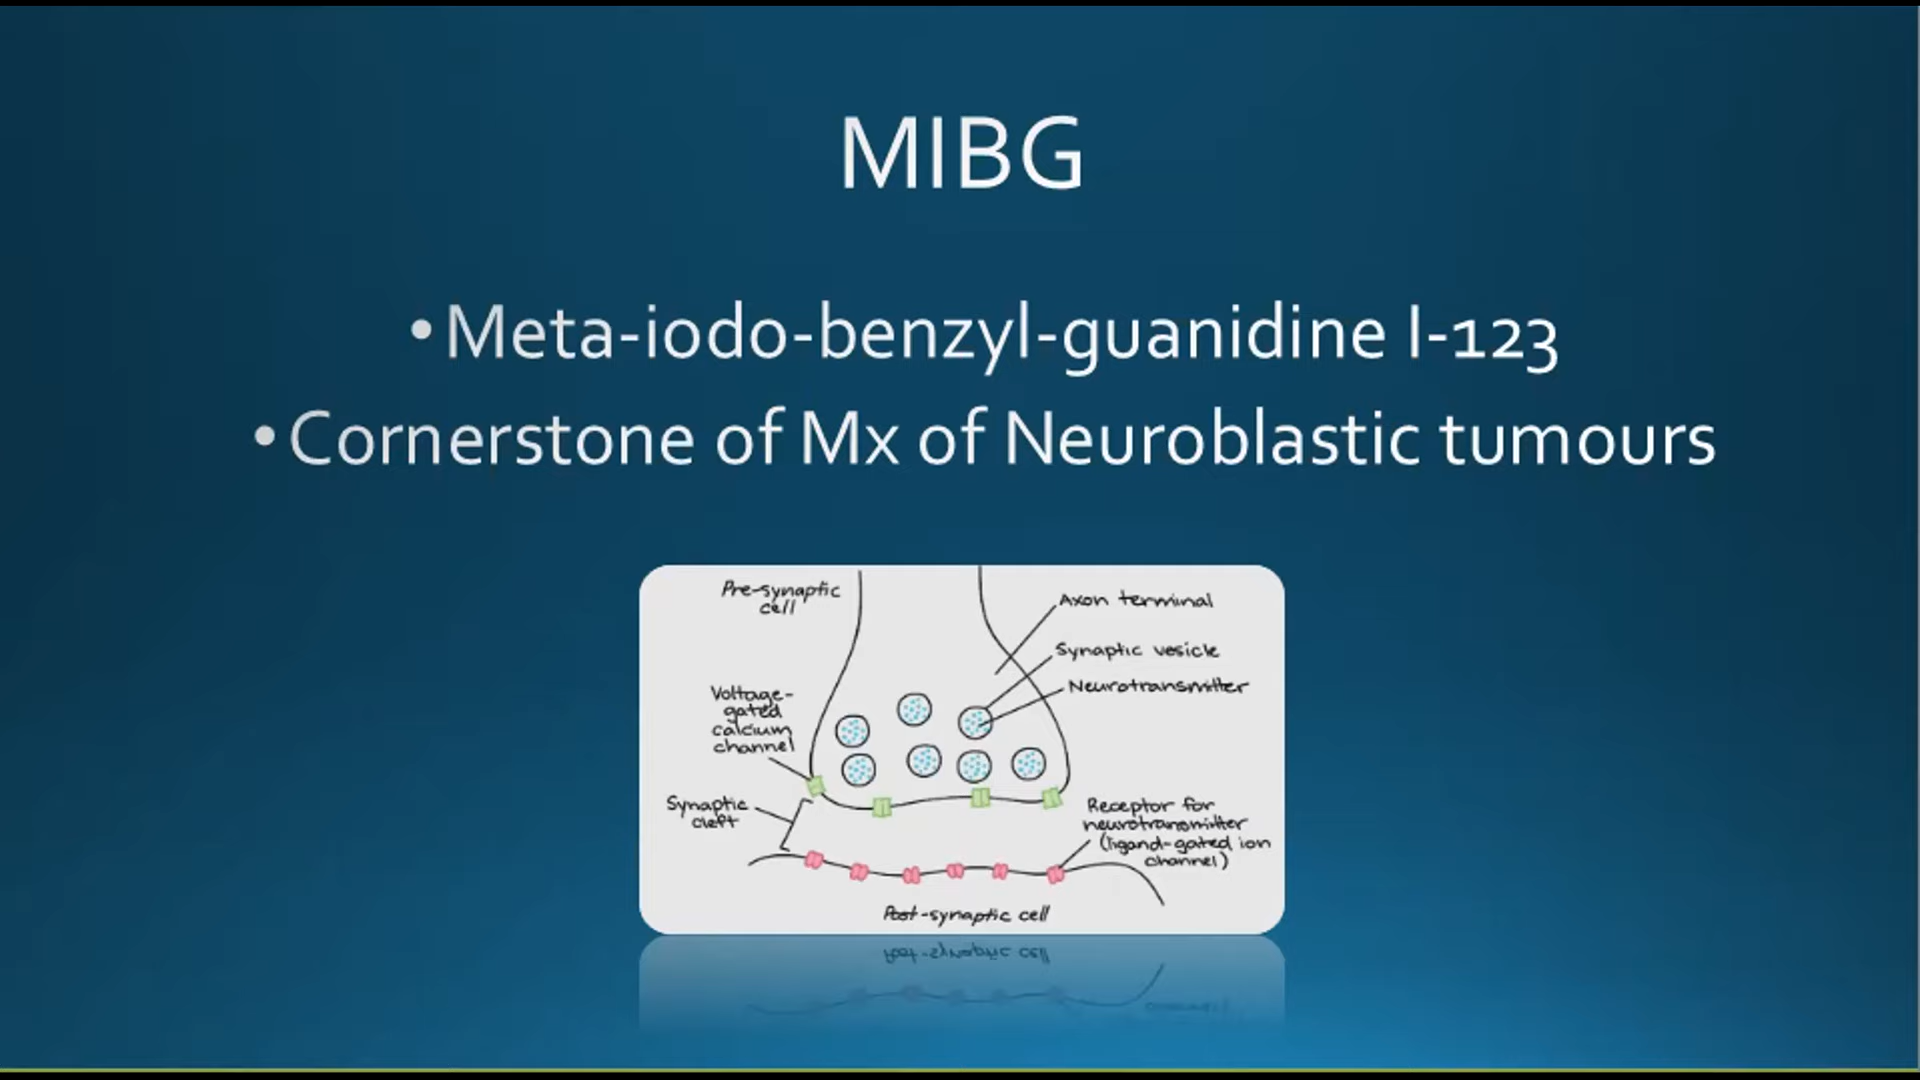 MIBG
•Meta-iodo-benzyl-guanidine I-123
•Cornerstone of Mx of Neuroblastic tumours
Pre-synaptic
cell
Axon terminal
Synaptic vesicle
Neurotransmitter
Voltage-
gated
calcium
channel
Synaptic
cleft
Receptor for
neurotransmitter
(ligand-gated ion
channel)
Post-synaptic cell